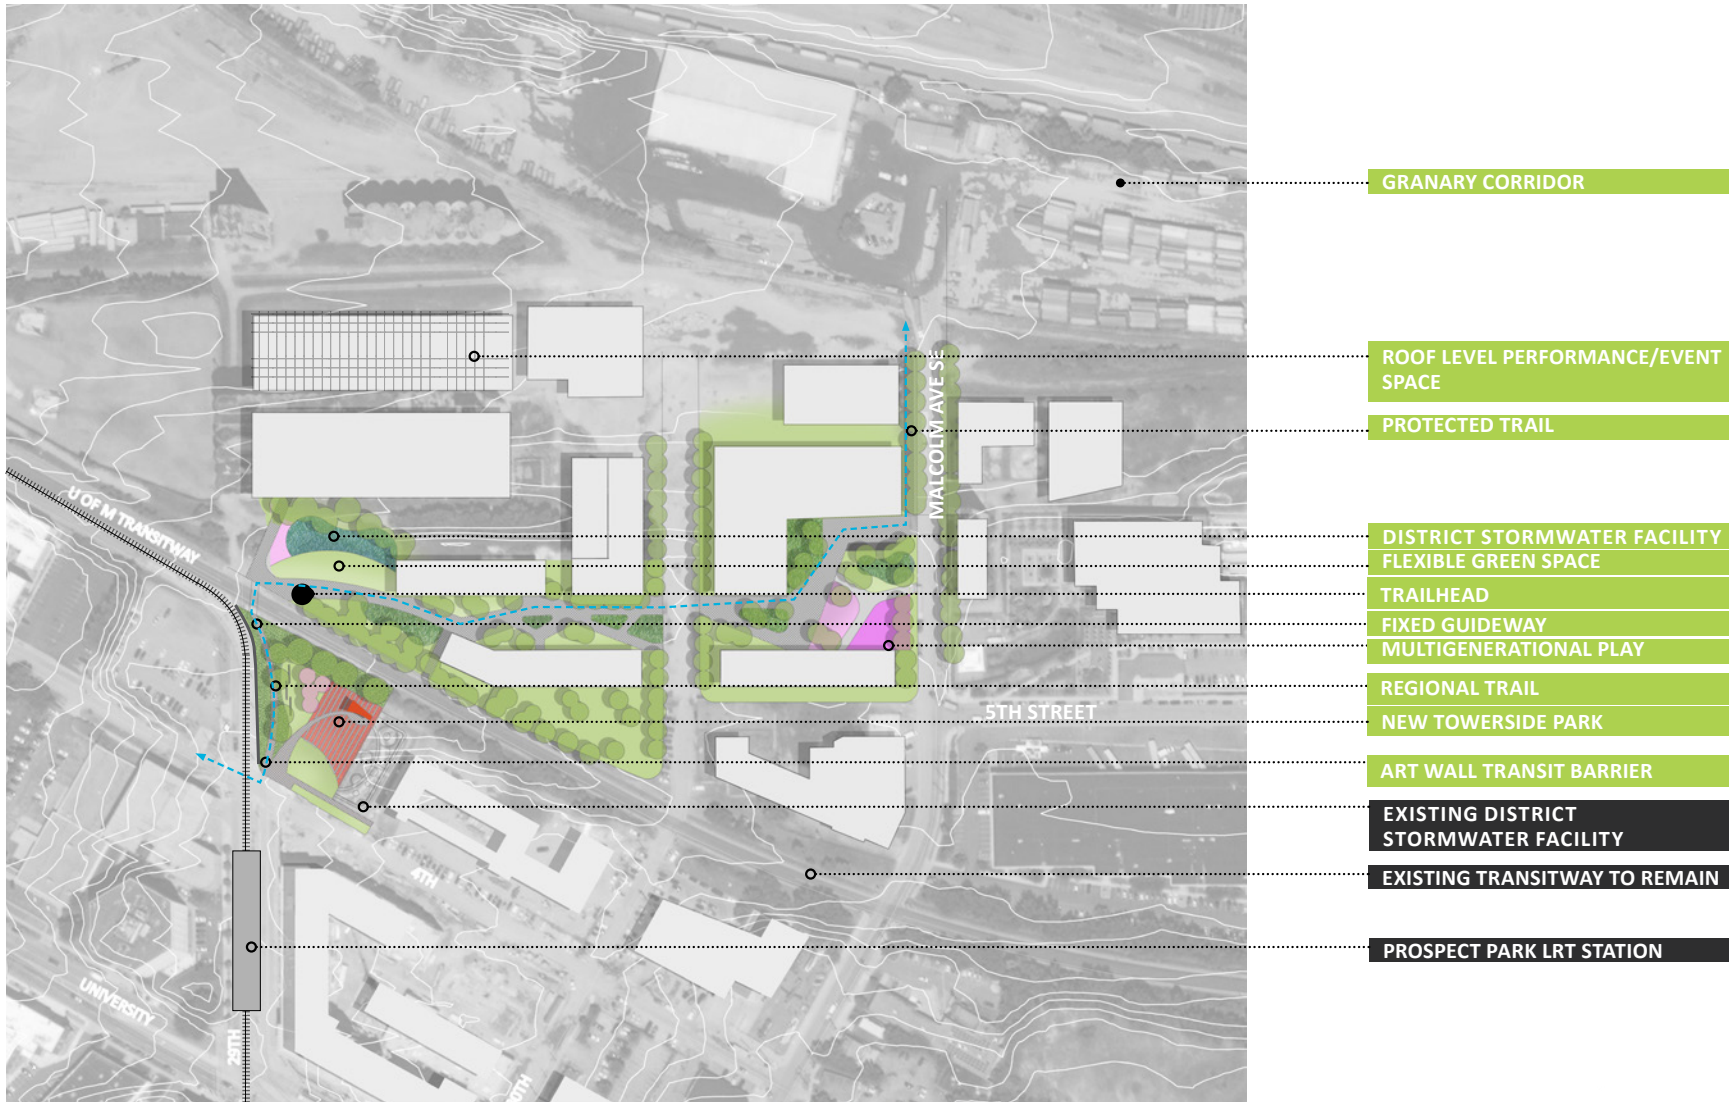 GRANARY CORRIDOR
ROOF LEVEL PERFORMANCE/EVENT
SPACE
PROTECTED TRAIL
MALCOLM AVE SE
U OF M TRANSITWAY
DISTRICT STORMWATER FACILITY
FLEXIBLE GREEN SPACE
TRAILHEAD
FIXED GUIDEWAY
MULTIGENERATIONAL PLAY
REGIONAL TRAIL
5TH STREET
NEW TOWERSIDE PARK
ART WALL TRANSIT BARRIER
EXISTING DISTRICT
STORMWATER FACILITY
4TH
EXISTING TRANSITWAY TO REMAIN
PROSPECT PARK LRT STATION
UNIVERSITY
29TH
30TH